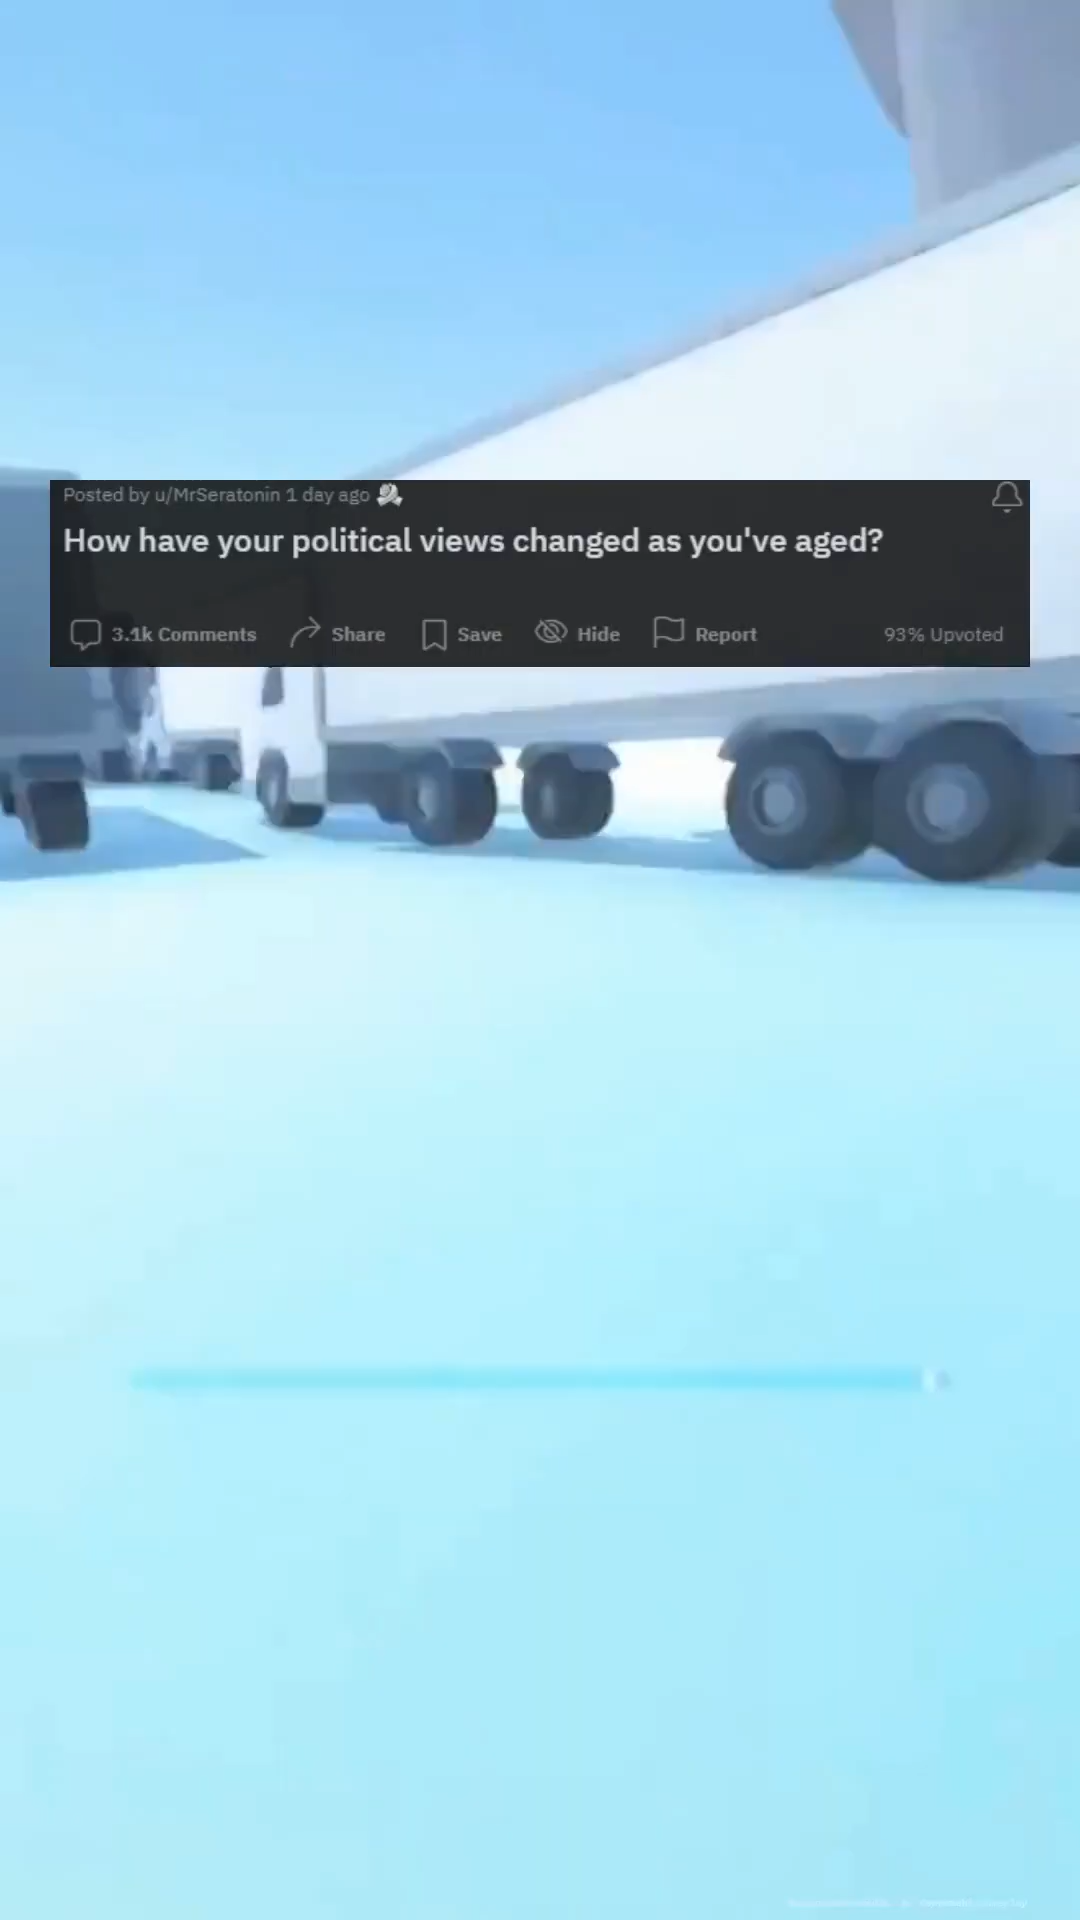 Posted by u/MrSeratonin 1 day ago
How have your political views changed as you've aged?
3.1k Comments Share Save Hide Report 93% Upvoted